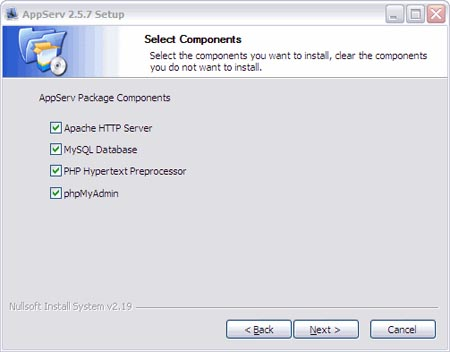 AppServ 2.5.7 Setup
Select Components
Select the components you want to install, clear the components
you do not want to install.
AppServ Package Components
Apache HTTP Server
MySQL Database
PHP Hypertext Preprocessor
phpMyAdmin
Nullsoft Install System v2.19
< Back
Next >
Cancel